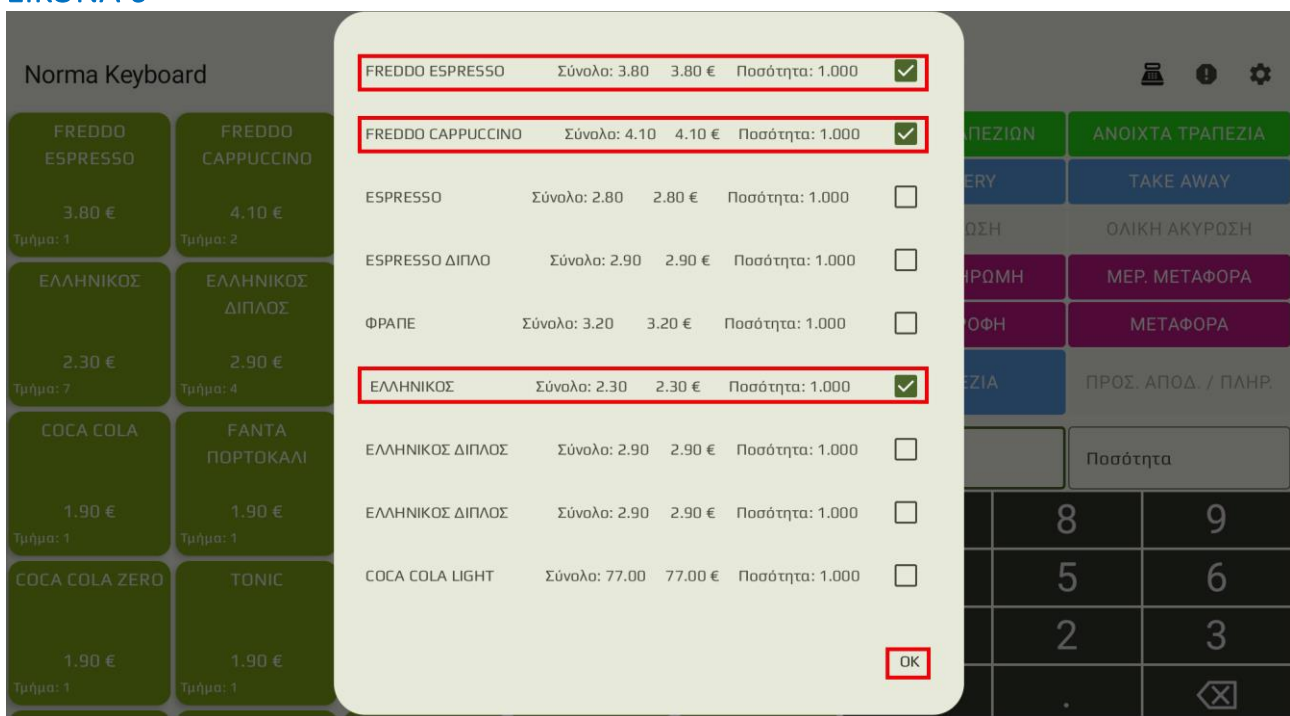 Norma Keyboard
FREDDO ESPRESSO Σύνολο: 3.80 3.80 € Ποσότητα: 1.000
FREDDO CAPPUCCINO Σύνολο: 4.10 4.10 € Ποσότητα: 1.000
ESPRESSO Σύνολο: 2.80 2.80 € Ποσότητα: 1.000
ESPRESSO ΔΙΠΛΟ Σύνολο: 2.90 2.90 € Ποσότητα: 1.000
ΦΡΑΠΕ Σύνολο: 3.20 3.20 € Ποσότητα: 1.000
ΕΛΛΗΝΙΚΟΣ Σύνολο: 2.30 2.30 € Ποσότητα: 1.000
ΕΛΛΗΝΙΚΟΣ ΔΙΠΛΟΣ Σύνολο: 2.90 2.90 € Ποσότητα: 1.000
ΕΛΛΗΝΙΚΟΣ ΔΙΠΛΟΣ Σύνολο: 2.90 2.90 € Ποσότητα: 1.000
COCA COLA LIGHT Σύνολο: 77.00 77.00 € Ποσότητα: 1.000
OK
FREDDO
ESPRESSO
3.80 €
Τμήμα: 1
FREDDO
CAPPUCCINO
4.10 €
Τμήμα: 2
ΕΛΛΗΝΙΚΟΣ
2.30 €
Τμήμα: 7
ΕΛΛΗΝΙΚΟΣ
ΔΙΠΛΟΣ
2.90 €
Τμήμα: 4
COCA COLA
1.90 €
Τμήμα: 1
FANTA
ΠΟΡΤΟΚΑΛΙ
1.90 €
Τμήμα: 1
COCA COLA ZERO
1.90 €
Τμήμα: 1
TONIC
1.90 €
Τμήμα: 1
ΑΝΟΙΧΤΑ ΤΡΑΠΕΖΙΑ
TAKE AWAY
ΟΛΙΚΗ ΑΚΥΡΩΣΗ
ΜΕΡ. ΜΕΤΑΦΟΡΑ
ΜΕΤΑΦΟΡΑ
ΠΡΟΣ. ΑΠΟΔ. / ΠΛΗΡ.
Ποσότητα
8 9
5 6
2 3
.